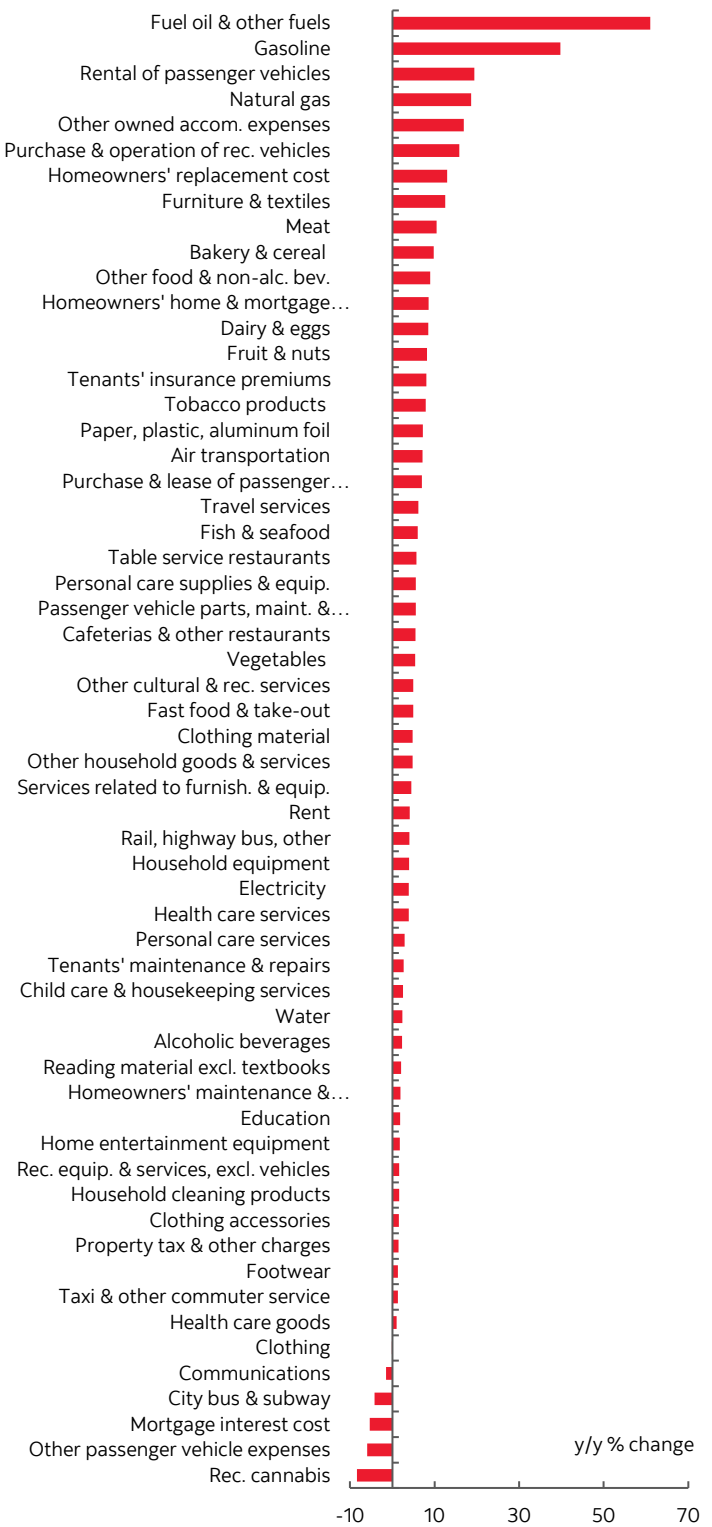 Fuel oil & other fuels
Gasoline
Rental of passenger vehicles
Natural gas
Other owned accom. expenses
Purchase & operation of rec. vehicles
Homeowners' replacement cost
Furniture & textiles
Meat
Bakery & cereal
Other food & non-alc. bev.
Homeowners' home & mortgage…
Dairy & eggs
Fruit & nuts
Tenants' insurance premiums
Tobacco products
Paper, plastic, aluminum foil
Air transportation
Purchase & lease of passenger…
Travel services
Fish & seafood
Table service restaurants
Personal care supplies & equip.
Passenger vehicle parts, maint. &…
Cafeterias & other restaurants
Vegetables
Other cultural & rec. services
Fast food & take-out
Clothing material
Other household goods & services
Services related to furnish. & equip.
Rent
Rail, highway bus, other
Household equipment
Electricity
Health care services
Personal care services
Tenants' maintenance & repairs
Child care & housekeeping services
Water
Alcoholic beverages
Reading material excl. textbooks
Homeowners' maintenance &…
Education
Home entertainment equipment
Rec. equip. & services, excl. vehicles
Household cleaning products
Clothing accessories
Property tax & other charges
Footwear
Taxi & other commuter service
Health care goods
Clothing
Communications
City bus & subway
Mortgage interest cost
Other passenger vehicle expenses
Rec. cannabis
y/y % change
-10 10 30 50 70